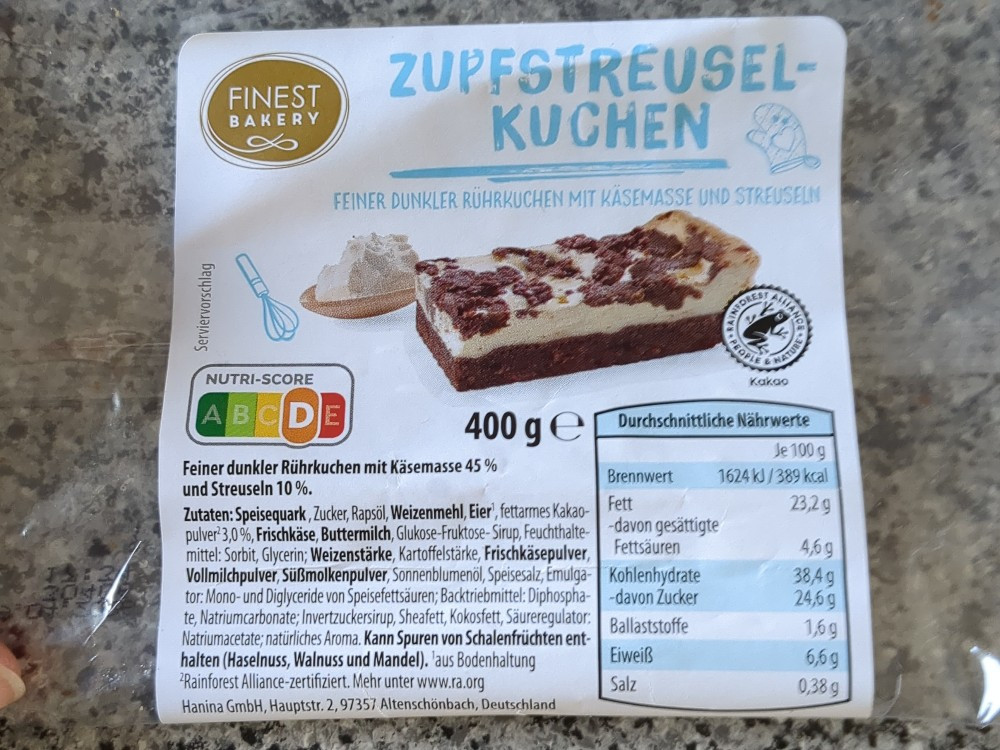 FINEST
BAKERY
ZUPFSTREUSEL-
KUCHEN
FEINER DUNKLER RÜHRKUCHEN MIT KÄSEMASSE UND STREUSELN
Serviervorschlag
RAINFOREST ALLIANCE
PEOPLE & NATURE
Kakao
NUTRI-SCORE
A B C D E
400 g e
Feiner dunkler Rührkuchen mit Käsemasse 45 %
und Streuseln 10 %.
Zutaten: Speisequark, Zucker, Rapsöl, Weizenmehl, Eier¹, fettarmes Kakao-
pulver² 3,0 %, Frischkäse, Buttermilch, Glukose-Fruktose- Sirup, Feuchthalte-
mittel: Sorbit, Glycerin; Weizenstärke, Kartoffelstärke, Frischkäsepulver,
Vollmilchpulver, Süßmolkenpulver, Sonnenblumenöl, Speisesalz, Emulga-
tor: Mono- und Diglyceride von Speisefettsäuren; Backtriebmittel: Diphospha-
te, Natriumcarbonate; Invertzuckersirup, Sheafett, Kokosfett, Säureregulator:
Natriumacetate; natürliches Aroma. Kann Spuren von Schalenfrüchten ent-
halten (Haselnuss, Walnuss und Mandel). ¹aus Bodenhaltung
²Rainforest Alliance-zertifiziert. Mehr unter www.ra.org
Hanina GmbH, Hauptstr. 2, 97357 Altenschönbach, Deutschland
Durchschnittliche Nährwerte
Je 100 g
Brennwert 1624 kJ / 389 kcal
Fett 23,2 g
-davon gesättigte
Fettsäuren 4,6 g
Kohlenhydrate 38,4 g
-davon Zucker 24,6 g
Ballaststoffe 1,6 g
Eiweiß 6,6 g
Salz 0,38 g